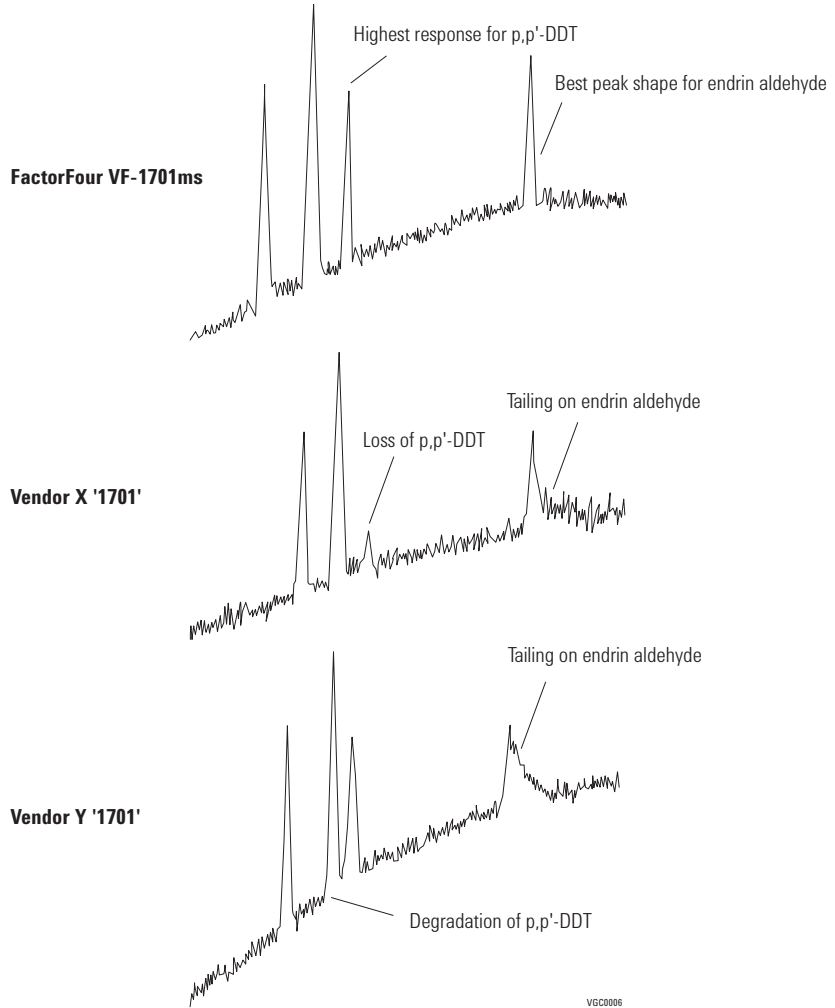 Highest response for p,p'-DDT
Best peak shape for endrin aldehyde
FactorFour VF-1701ms
Tailing on endrin aldehyde
Loss of p,p'-DDT
Vendor X '1701'
Tailing on endrin aldehyde
Vendor Y '1701'
Degradation of p,p'-DDT
VGC0006